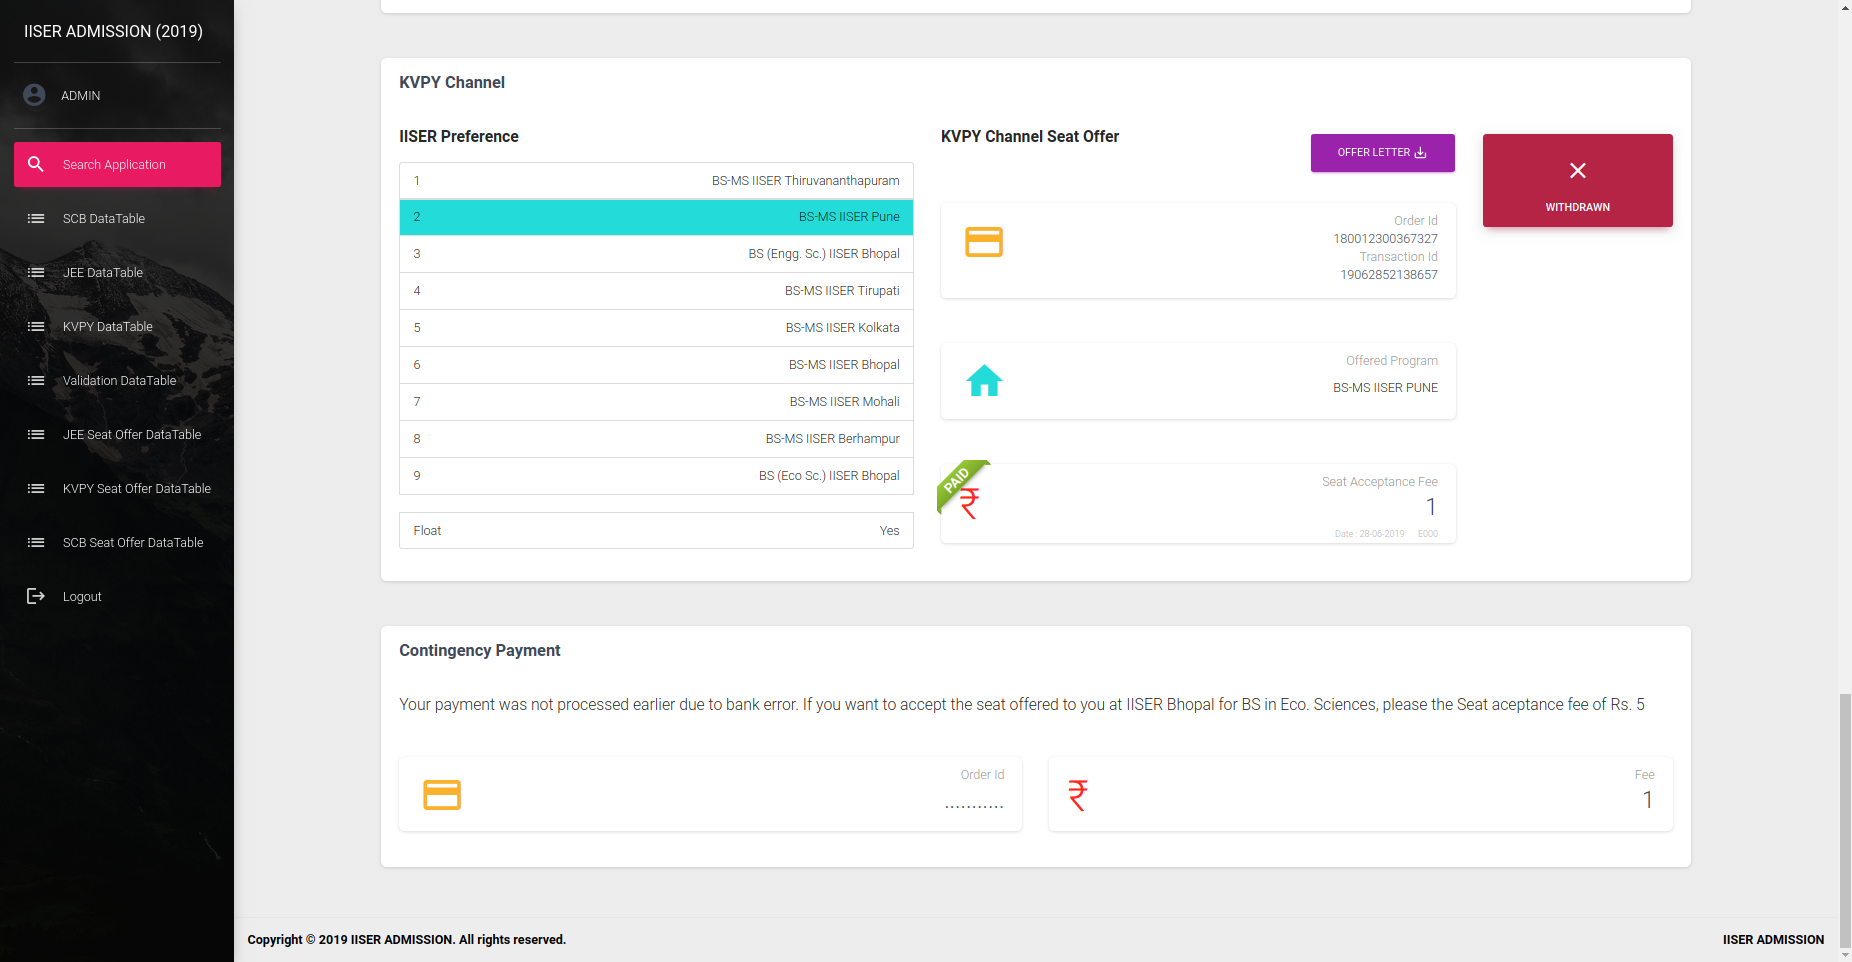 IISER ADMISSION (2019)
ADMIN
Search Application
SCB DataTable
JEE DataTable
KVPY DataTable
Validation DataTable
JEE Seat Offer DataTable
KVPY Seat Offer DataTable
SCB Seat Offer DataTable
Logout
KVPY Channel
IISER Preference
1 BS-MS IISER Thiruvananthapuram
2 BS-MS IISER Pune
3 BS (Engg. Sc.) IISER Bhopal
4 BS-MS IISER Tirupati
5 BS-MS IISER Kolkata
6 BS-MS IISER Bhopal
7 BS-MS IISER Mohali
8 BS-MS IISER Berhampur
9 BS (Eco Sc.) IISER Bhopal
Float Yes
KVPY Channel Seat Offer
OFFER LETTER
WITHDRAWN
Order Id
180012300367327
Transaction Id
19062852138657
Offered Program
BS-MS IISER PUNE
PAID
₹
Seat Acceptance Fee
1
Date : 28-06-2019 E000
Contingency Payment
Your payment was not processed earlier due to bank error. If you want to accept the seat offered to you at IISER Bhopal for BS in Eco. Sciences, please the Seat aceptance fee of Rs. 5
Order Id
...........
₹
Fee
1
Copyright © 2019 IISER ADMISSION. All rights reserved.
IISER ADMISSION